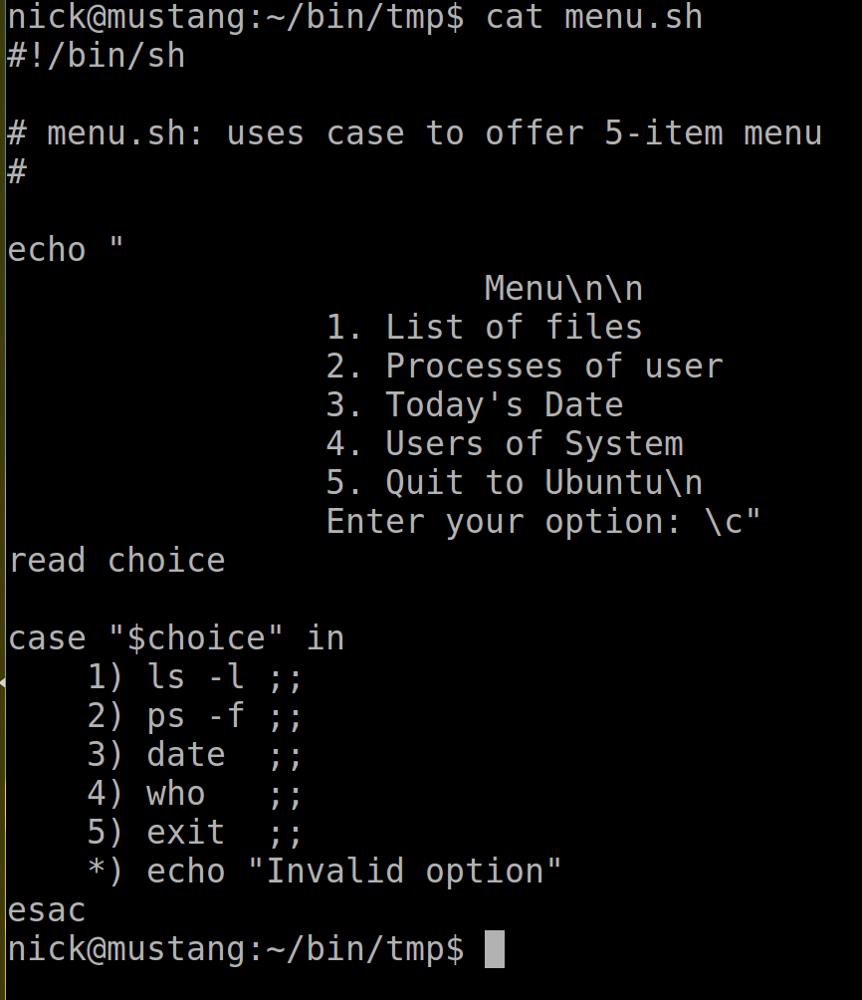 nick@mustang:~/bin/tmp$ cat menu.sh
#!/bin/sh

# menu.sh: uses case to offer 5-item menu
#

echo "
                        Menu\n\n
                1. List of files
                2. Processes of user
                3. Today's Date
                4. Users of System
                5. Quit to Ubuntu\n
                Enter your option: \c"
read choice

case "$choice" in
    1) ls -l ;;
    2) ps -f ;;
    3) date  ;;
    4) who   ;;
    5) exit  ;;
    *) echo "Invalid option"
esac
nick@mustang:~/bin/tmp$